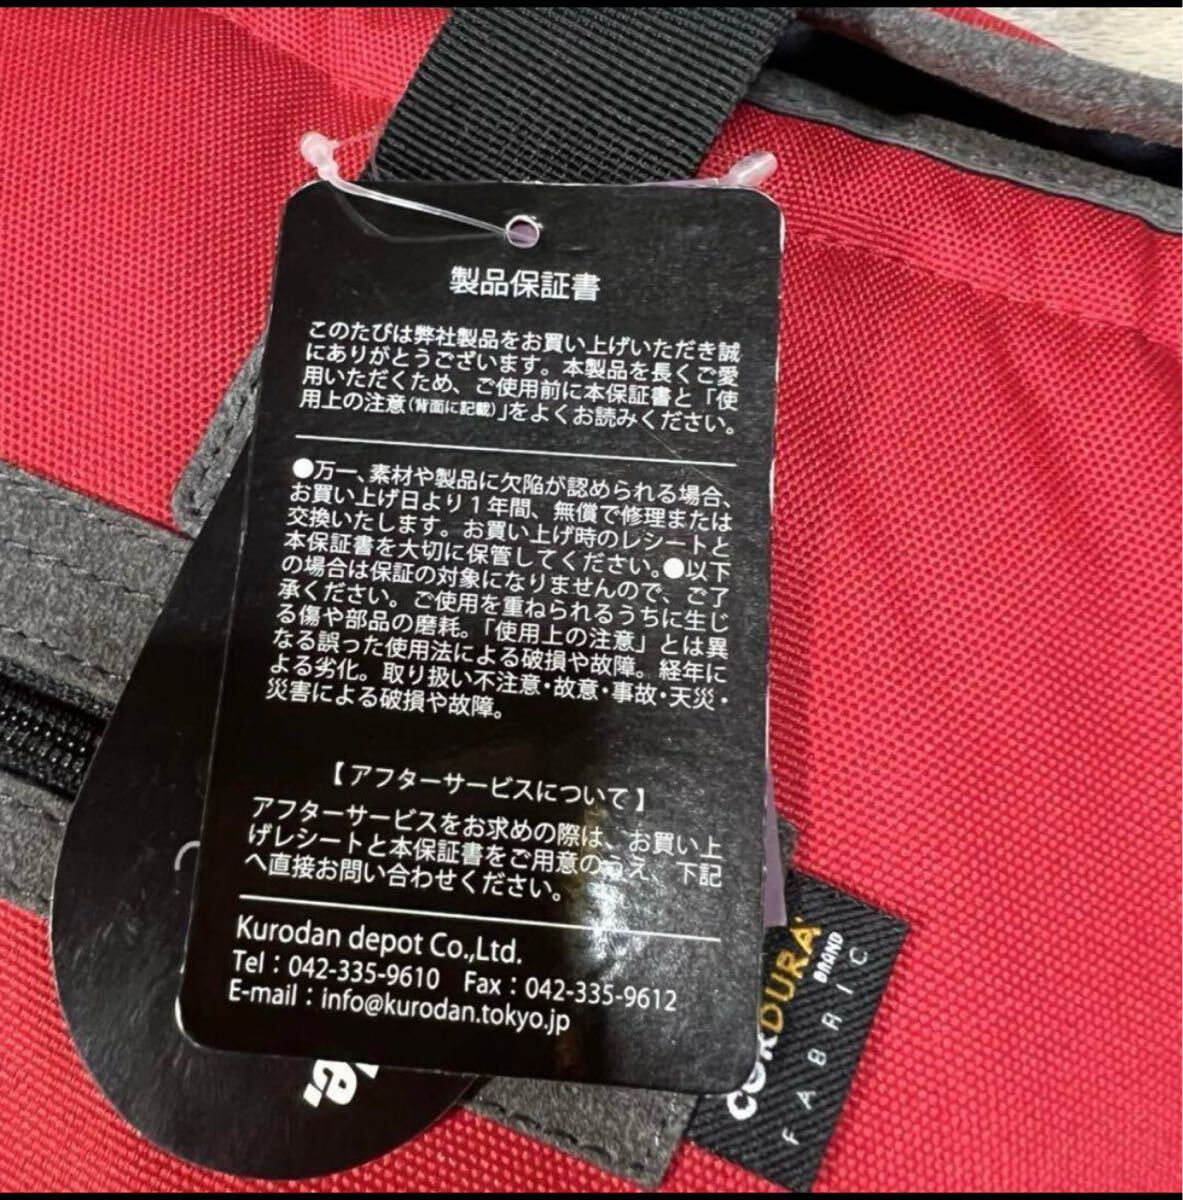 製品保証書
このたびは弊社製品をお買い上げいただき誠
にありがとうございます。本製品を長くご愛
用いただくため、ご使用前に本保証書と「使
用上の注意(背面に記載)」をよくお読みください。
●万一、素材や製品に欠陥が認められる場合、
お買い上げ日より1年間、無償で修理または
交換いたします。お買い上げ時のレシートと
本保証書を大切に保管してください。●以下
の場合は保証の対象になりませんので、ご了
承ください。ご使用を重ねられるうちに生じ
る傷や部品の磨耗。「使用上の注意」とは異
なる誤った使用法による破損や故障。経年に
よる劣化。取り扱い不注意・故意・事故・天災・
災害による破損や故障。
【アフターサービスについて】
アフターサービスをお求めの際は、お買い上
げレシートと本保証書をご用意のうえ、下記
へ直接お問い合わせください。
Kurodan depot Co.,Ltd.
Tel：042-335-9610 Fax：042-335-9612
E-mail：info@kurodan.tokyo.jp
CORDURA
BRAND
FABRIC